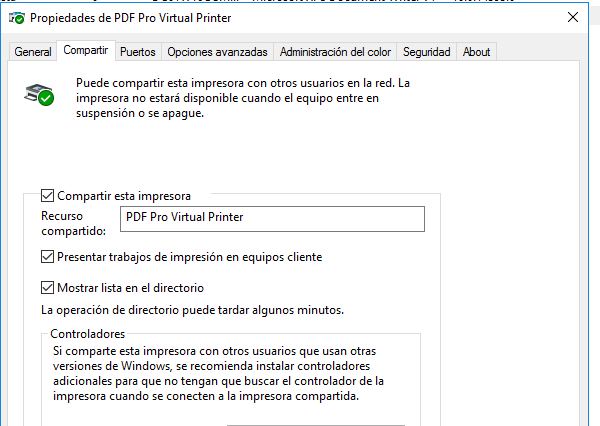 Propiedades de PDF Pro Virtual Printer
General Compartir Puertos Opciones avanzadas Administración del color Seguridad About
Puede compartir esta impresora con otros usuarios en la red. La
impresora no estará disponible cuando el equipo entre en
suspensión o se apague.
Compartir esta impresora
Recurso
compartido:
PDF Pro Virtual Printer
Presentar trabajos de impresión en equipos cliente
Mostrar lista en el directorio
La operación de directorio puede tardar algunos minutos.
Controladores
Si comparte esta impresora con otros usuarios que usan otras
versiones de Windows, se recomienda instalar controladores
adicionales para que no tengan que buscar el controlador de la
impresora cuando se conecten a la impresora compartida.